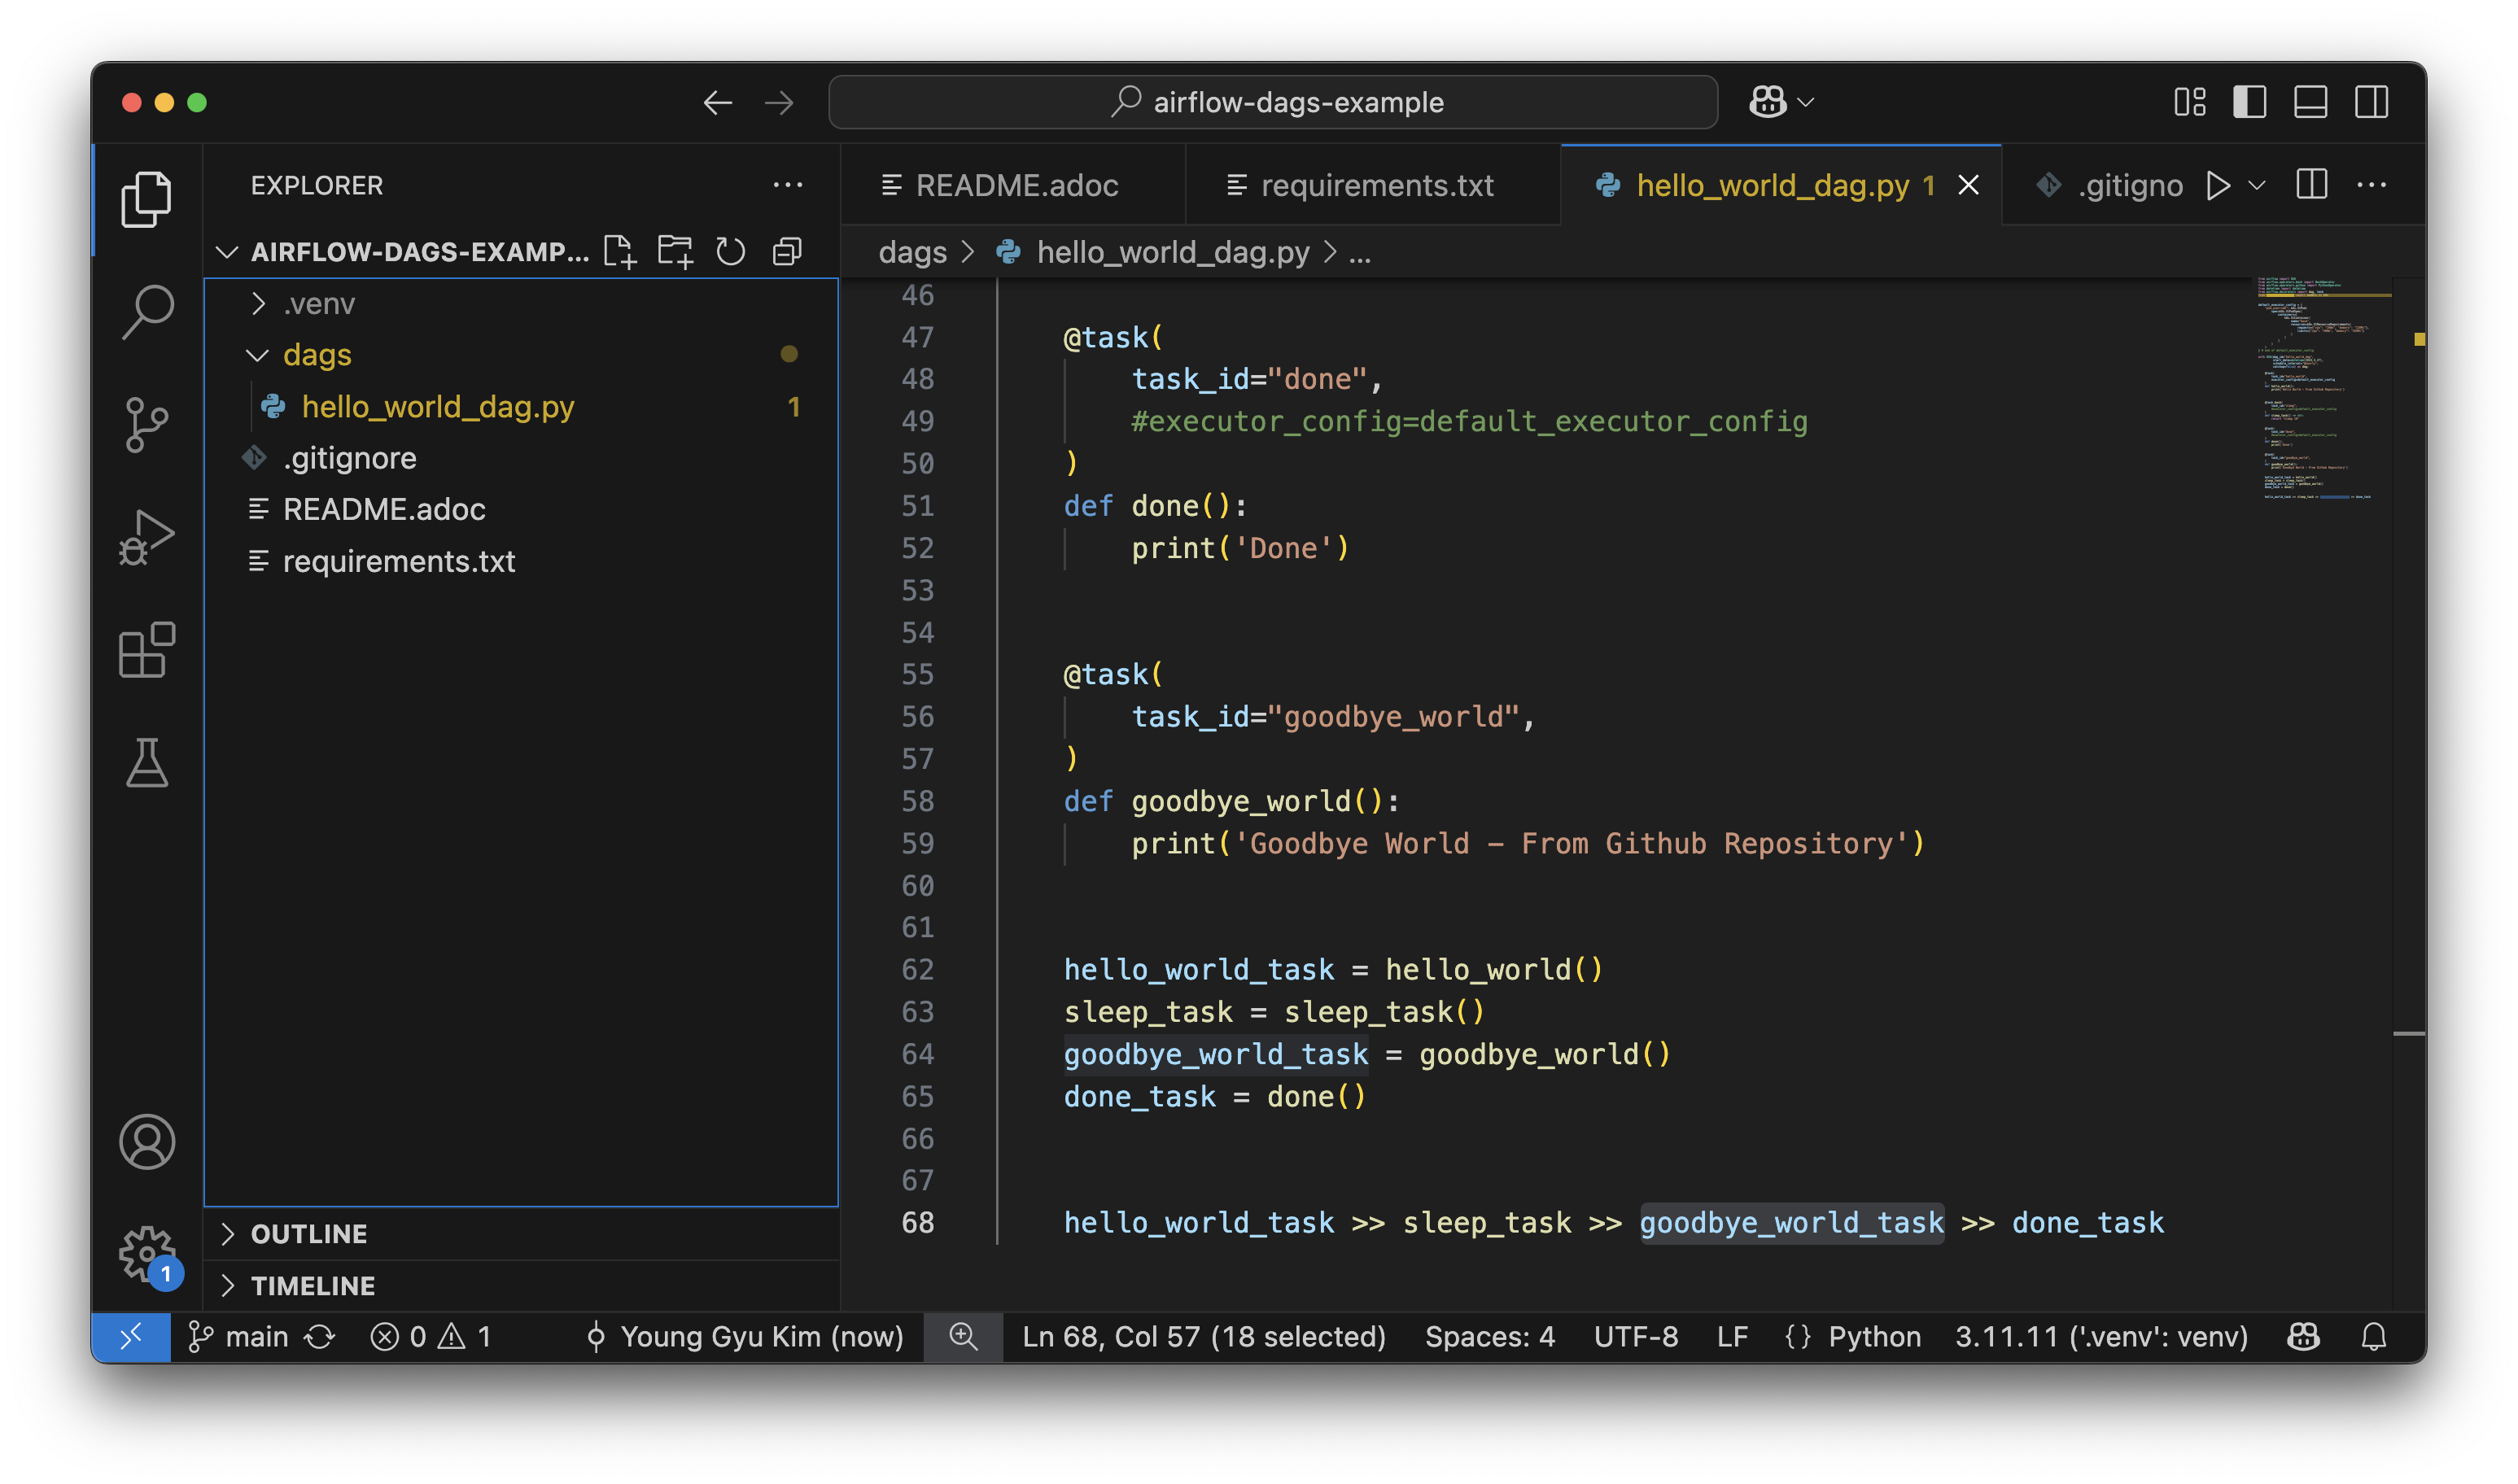 airflow-dags-example
EXPLORER
AIRFLOW-DAGS-EXAMP...
.venv
dags
hello_world_dag.py 1
.gitignore
README.adoc
requirements.txt
OUTLINE
TIMELINE
1
README.adoc requirements.txt hello_world_dag.py 1 .gitigno
dags > hello_world_dag.py > ...
46
47 @task(
48 task_id="done",
49 #executor_config=default_executor_config
50 )
51 def done():
52 print('Done')
53
54
55 @task(
56 task_id="goodbye_world",
57 )
58 def goodbye_world():
59 print('Goodbye World – From Github Repository')
60
61
62 hello_world_task = hello_world()
63 sleep_task = sleep_task()
64 goodbye_world_task = goodbye_world()
65 done_task = done()
66
67
68 hello_world_task >> sleep_task >> goodbye_world_task >> done_task
main 0 1 Young Gyu Kim (now) Ln 68, Col 57 (18 selected) Spaces: 4 UTF-8 LF {} Python 3.11.11 ('.venv': venv)